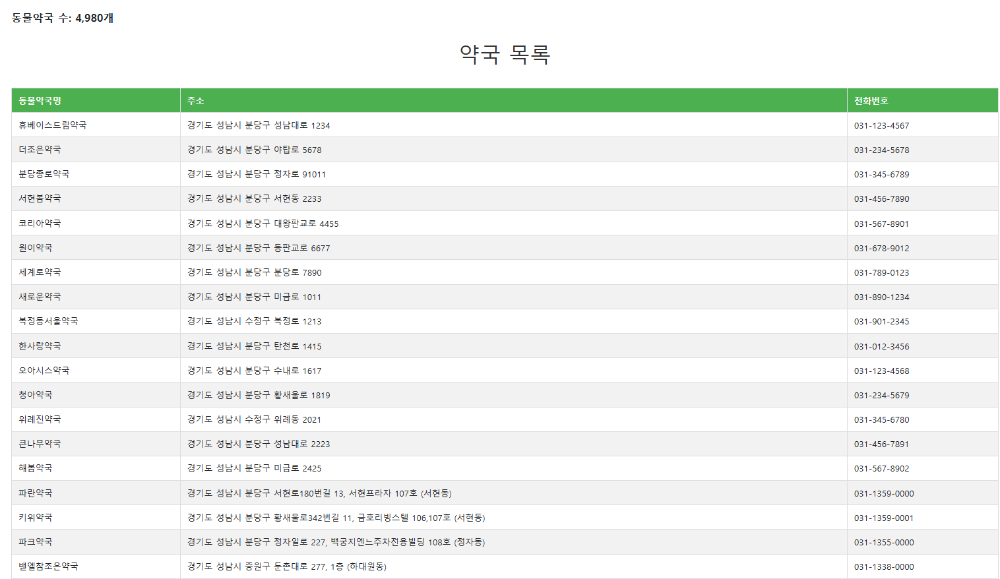 동물약국 수: 4,980개
약국 목록
동물약국명 주소 전화번호
휴베이스드림약국 경기도 성남시 분당구 성남대로 1234 031-123-4567
더조은약국 경기도 성남시 분당구 야탑로 5678 031-234-5678
분당종로약국 경기도 성남시 분당구 정자로 91011 031-345-6789
서현봄약국 경기도 성남시 분당구 서현동 2233 031-456-7890
코리아약국 경기도 성남시 분당구 대왕판교로 4455 031-567-8901
원이약국 경기도 성남시 분당구 동판교로 6677 031-678-9012
세계로약국 경기도 성남시 분당구 분당로 7890 031-789-0123
새로운약국 경기도 성남시 분당구 미금로 1011 031-890-1234
복정동서울약국 경기도 성남시 수정구 복정로 1213 031-901-2345
한사랑약국 경기도 성남시 분당구 탄천로 1415 031-012-3456
오아시스약국 경기도 성남시 분당구 수내로 1617 031-123-4568
청아약국 경기도 성남시 분당구 황새울로 1819 031-234-5679
위례진약국 경기도 성남시 수정구 위례동 2021 031-345-6780
큰나무약국 경기도 성남시 분당구 성남대로 2223 031-456-7891
해봄약국 경기도 성남시 분당구 미금로 2425 031-567-8902
파란약국 경기도 성남시 분당구 서현로180번길 13, 서현프라자 107호 (서현동) 031-1359-0000
키위약국 경기도 성남시 분당구 황새울로342번길 11, 금호리빙스텔 106,107호 (서현동) 031-1359-0001
파크약국 경기도 성남시 분당구 정자일로 227, 백궁지엔느주차전용빌딩 108호 (정자동) 031-1355-0000
밸엘참조은약국 경기도 성남시 중원구 둔촌대로 277, 1층 (하대원동) 031-1338-0000